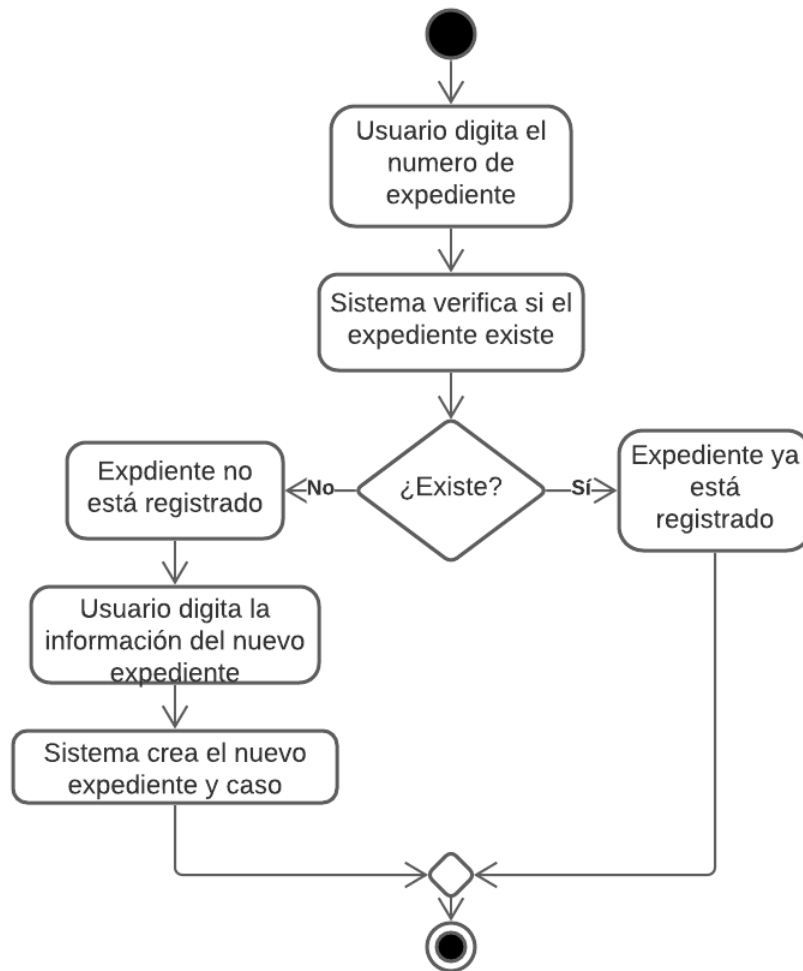 Usuario digita el
numero de
expediente
Sistema verifica si el
expediente existe
¿Existe?
No
Sí
Expdiente no
está registrado
Expediente ya
está
registrado
Usuario digita la
información del nuevo
expediente
Sistema crea el nuevo
expediente y caso